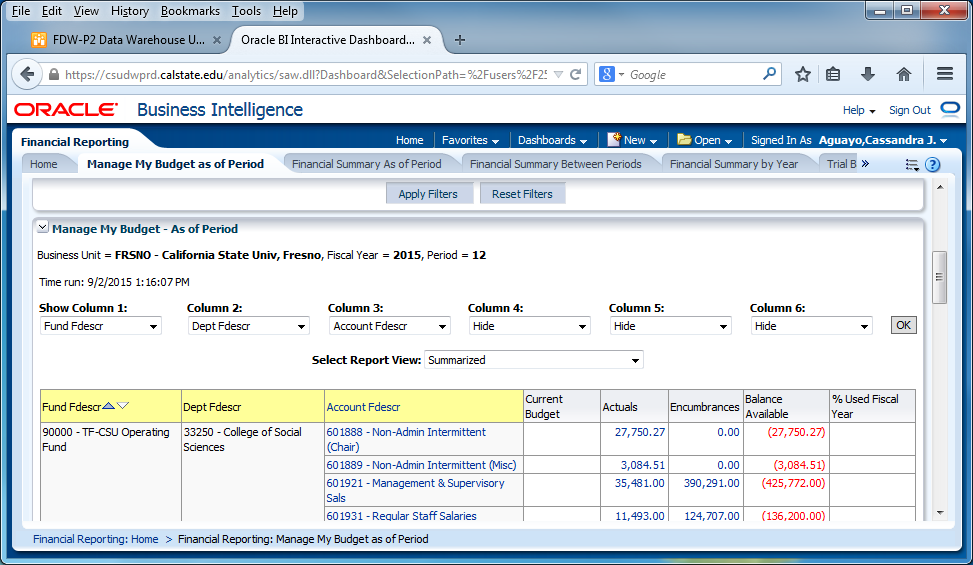 File Edit View History Bookmarks Tools Help
FDW-P2 Data Warehouse U... × Oracle BI Interactive Dashboard... × +
https://csudwprd.calstate.edu/analytics/saw.dll?Dashboard&SelectionPath=%2Fusers%2F25 Google
ORACLE Business Intelligence Help Sign Out
Financial Reporting Home Favorites Dashboards New Open Signed In As Aguayo,Cassandra J.
Home Manage My Budget as of Period Financial Summary As of Period Financial Summary Between Periods Financial Summary by Year Trial B »
Apply Filters Reset Filters
Manage My Budget - As of Period
Business Unit = FRSNO - California State Univ, Fresno, Fiscal Year = 2015, Period = 12
Time run: 9/2/2015 1:16:07 PM
Show Column 1: Column 2: Column 3: Column 4: Column 5: Column 6:
Fund Fdescr Dept Fdescr Account Fdescr Hide Hide Hide OK
Select Report View: Summarized
Fund Fdescr Dept Fdescr Account Fdescr Current Budget Actuals Encumbrances Balance Available % Used Fiscal Year
90000 - TF-CSU Operating Fund 33250 - College of Social Sciences 601888 - Non-Admin Intermittent (Chair) 27,750.27 0.00 (27,750.27)
601889 - Non-Admin Intermittent (Misc) 3,084.51 0.00 (3,084.51)
601921 - Management & Supervisory Sals 35,481.00 390,291.00 (425,772.00)
601931 - Regular Staff Salaries 11,493.00 124,707.00 (136,200.00)
Financial Reporting: Home > Financial Reporting: Manage My Budget as of Period